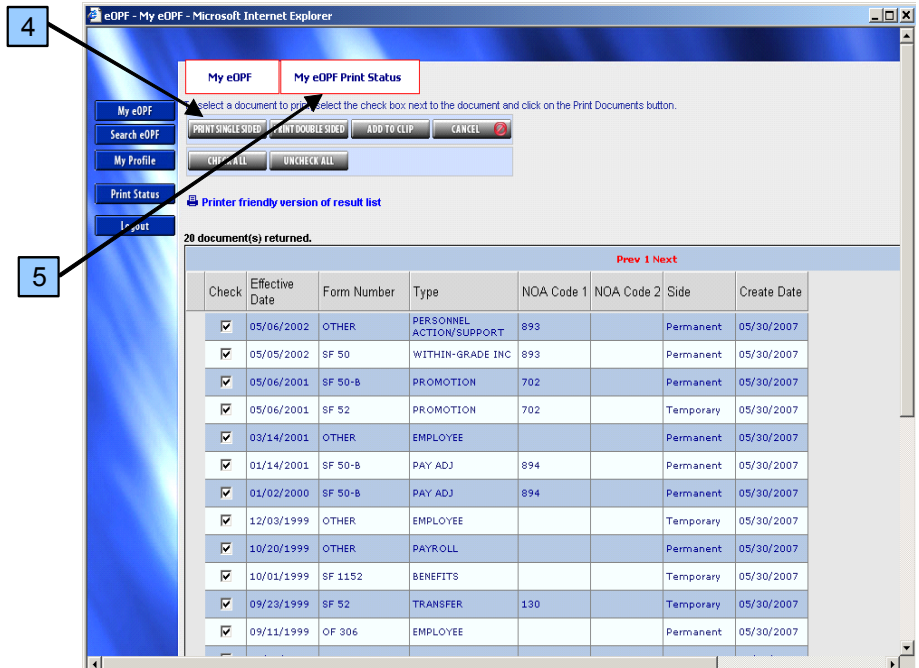 4
eOPF - My eOPF - Microsoft Internet Explorer
My eOPF My eOPF Print Status
select a document to print, select the check box next to the document and click on the Print Documents button.
My eOPF
PRINT SINGLE SIDED PRINT DOUBLE SIDED ADD TO CLIP CANCEL
Search eOPF
My Profile
CHECK ALL UNCHECK ALL
Print Status
Printer friendly version of result list
Logout
20 document(s) returned.
5
Prev 1 Next
Check Effective Date Form Number Type NOA Code 1 NOA Code 2 Side Create Date
05/06/2002 OTHER PERSONNEL ACTION/SUPPORT 893 Permanent 05/30/2007
05/05/2002 SF 50 WITHIN-GRADE INC 893 Permanent 05/30/2007
05/06/2001 SF 50-B PROMOTION 702 Permanent 05/30/2007
05/06/2001 SF 52 PROMOTION 702 Temporary 05/30/2007
03/14/2001 OTHER EMPLOYEE Permanent 05/30/2007
01/14/2001 SF 50-B PAY ADJ 894 Permanent 05/30/2007
01/02/2000 SF 50-B PAY ADJ 894 Permanent 05/30/2007
12/03/1999 OTHER EMPLOYEE Temporary 05/30/2007
10/20/1999 OTHER PAYROLL Permanent 05/30/2007
10/01/1999 SF 1152 BENEFITS Temporary 05/30/2007
09/23/1999 SF 52 TRANSFER 130 Temporary 05/30/2007
09/11/1999 OF 306 EMPLOYEE Permanent 05/30/2007